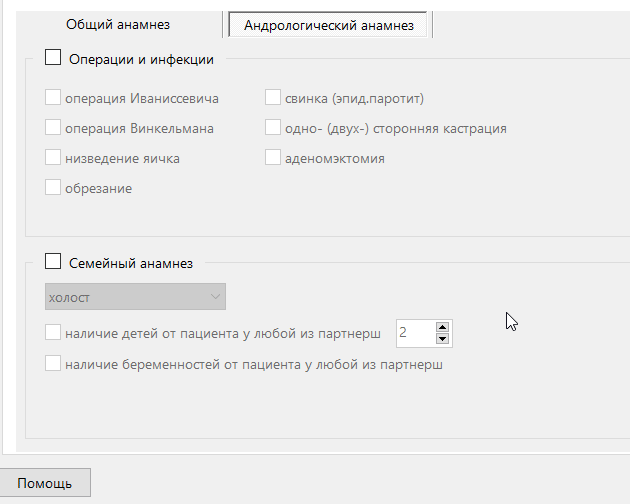 Общий анамнез
Андрологический анамнез
Операции и инфекции
операция Иваниссевича
свинка (эпид.паротит)
операция Винкельмана
одно- (двух-) сторонняя кастрация
низведение яичка
аденомэктомия
обрезание
Семейный анамнез
холост
наличие детей от пациента у любой из партнерш 2
наличие беременностей от пациента у любой из партнерш
Помощь